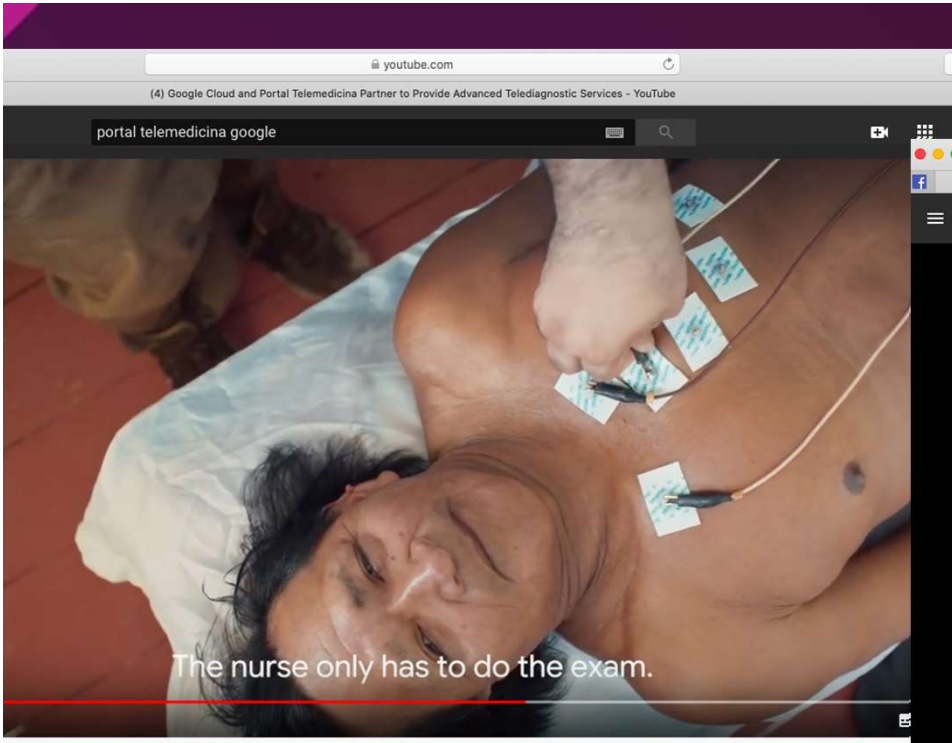 youtube.com
(4) Google Cloud and Portal Telemedicina Partner to Provide Advanced Telediagnostic Services - YouTube
portal telemedicina google
The nurse only has to do the exam.